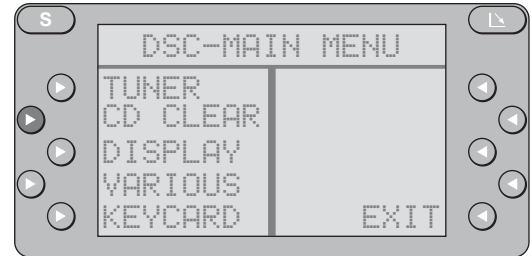 S
DSC-MAIN MENU
TUNER
CD CLEAR
DISPLAY
VARIOUS
KEYCARD EXIT